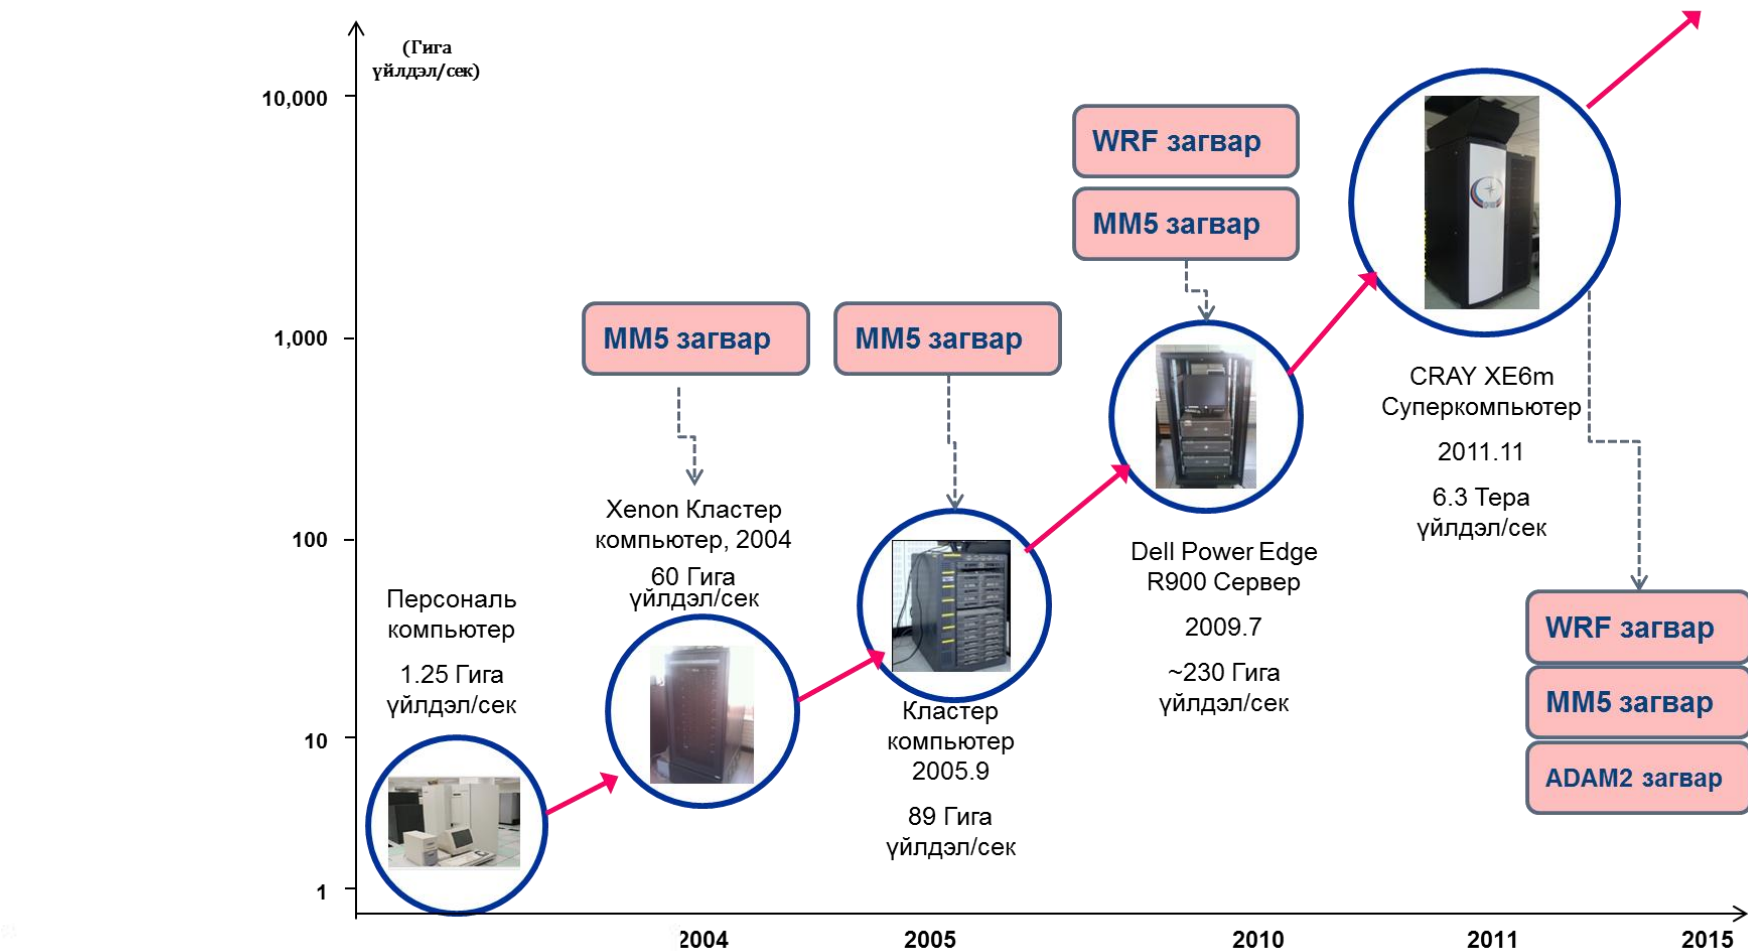 (Гига
үйлдэл/сек)
10,000
1,000
100
10
1
Персональ
компьютер
1.25 Гига
үйлдэл/сек
MM5 загвар
Xenon Кластер
компьютер, 2004
60 Гига
үйлдэл/сек
MM5 загвар
Кластер
компьютер
2005.9
89 Гига
үйлдэл/сек
WRF загвар
MM5 загвар
Dell Power Edge
R900 Сервер
2009.7
~230 Гига
үйлдэл/сек
CRAY XE6m
Суперкомпьютер
2011.11
6.3 Тера
үйлдэл/сек
WRF загвар
MM5 загвар
ADAM2 загвар
2004
2005
2010
2011
2015